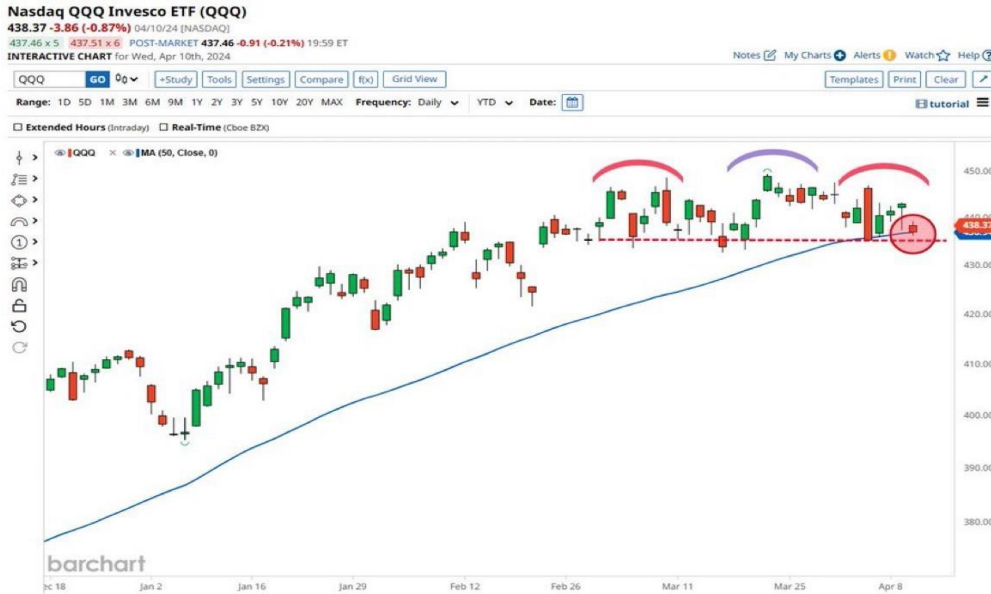 Nasdaq QQQ Invesco ETF (QQQ)
438.37 -3.86 (-0.87%) 04/10/24 [NASDAQ]
437.46 x 5 437.51 x 6 POST-MARKET 437.46 -0.91 (-0.21%) 19:59 ET
INTERACTIVE CHART for Wed, Apr 10th, 2024
Notes My Charts Alerts Watch Help
QQQ GO +Study Tools Settings Compare f(x) Grid View Templates Print Clear
Range: 1D 5D 1M 3M 6M 9M 1Y 2Y 3Y 5Y 10Y 20Y MAX Frequency: Daily YTD Date: tutorial
Extended Hours (Intraday) Real-Time (Cboe BZX)
QQQ × MA (50, Close, 0)
450.00
440.00
438.37
430.00
420.00
410.00
400.00
390.00
380.00
barchart
ec 18 Jan 2 Jan 16 Jan 29 Feb 12 Feb 26 Mar 11 Mar 25 Apr 8